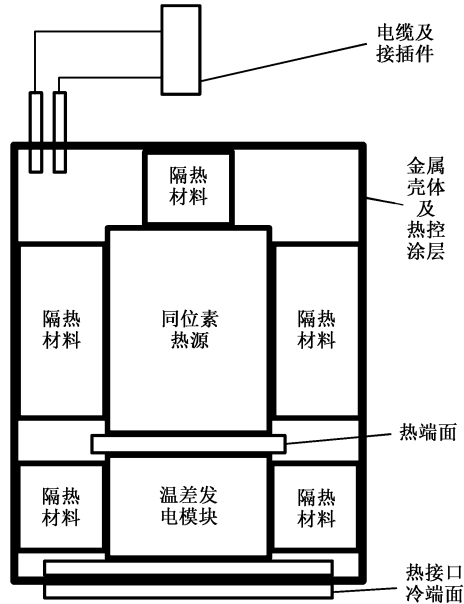 电缆及
接插件
隔热
材料
金属
壳体
及
热控
涂层
隔热
材料
同位素
热源
隔热
材料
热端面
隔热
材料
温差发
电模块
隔热
材料
热接口
冷端面